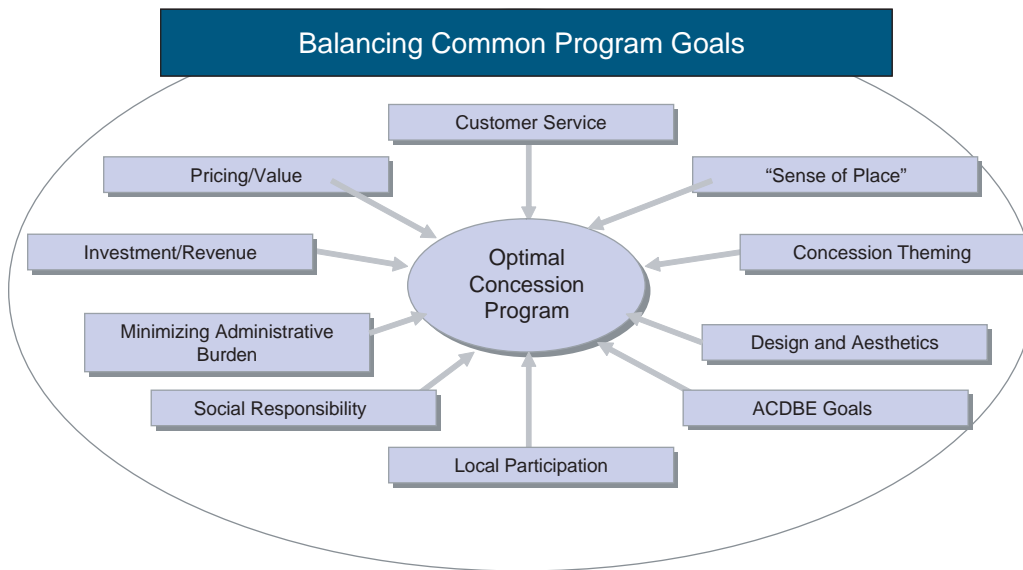 Balancing Common Program Goals
Customer Service
Pricing/Value
“Sense of Place”
Investment/Revenue
Optimal
Concession
Program
Concession Theming
Minimizing Administrative
Burden
Design and Aesthetics
Social Responsibility
ACDBE Goals
Local Participation